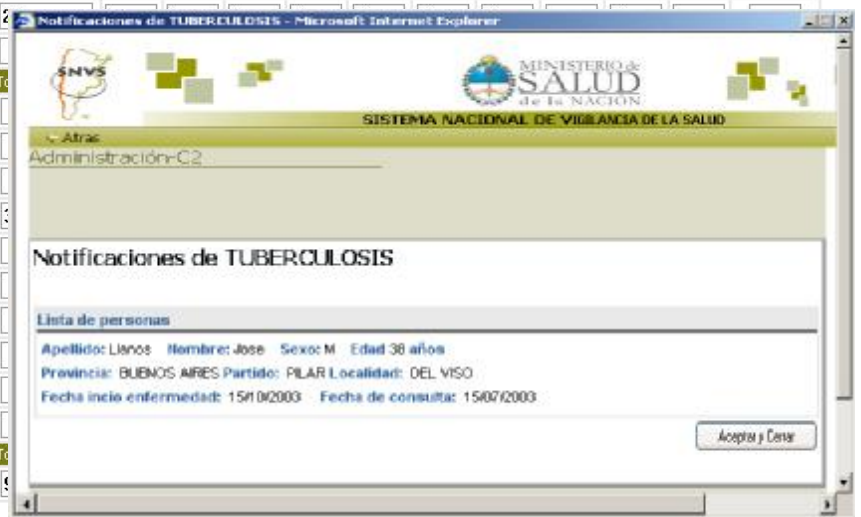 Notificaciones de TUBERCULOSIS - Microsoft Internet Explorer
SNVS
MINISTERIO de
SALUD
de la NACION
SISTEMA NACIONAL DE VIGILANCIA DE LA SALUD
Atras
Administración-C2
Notificaciones de TUBERCULOSIS
Lista de personas
Apellido: Llanos Nombre: Jose Sexo: M Edad 38 años
Provincia: BUENOS AIRES Partido: PILAR Localidad: DEL VISO
Fecha incio enfermedad: 15/10/2003 Fecha de consulta: 15/07/2003
Aceptar y Cerrar